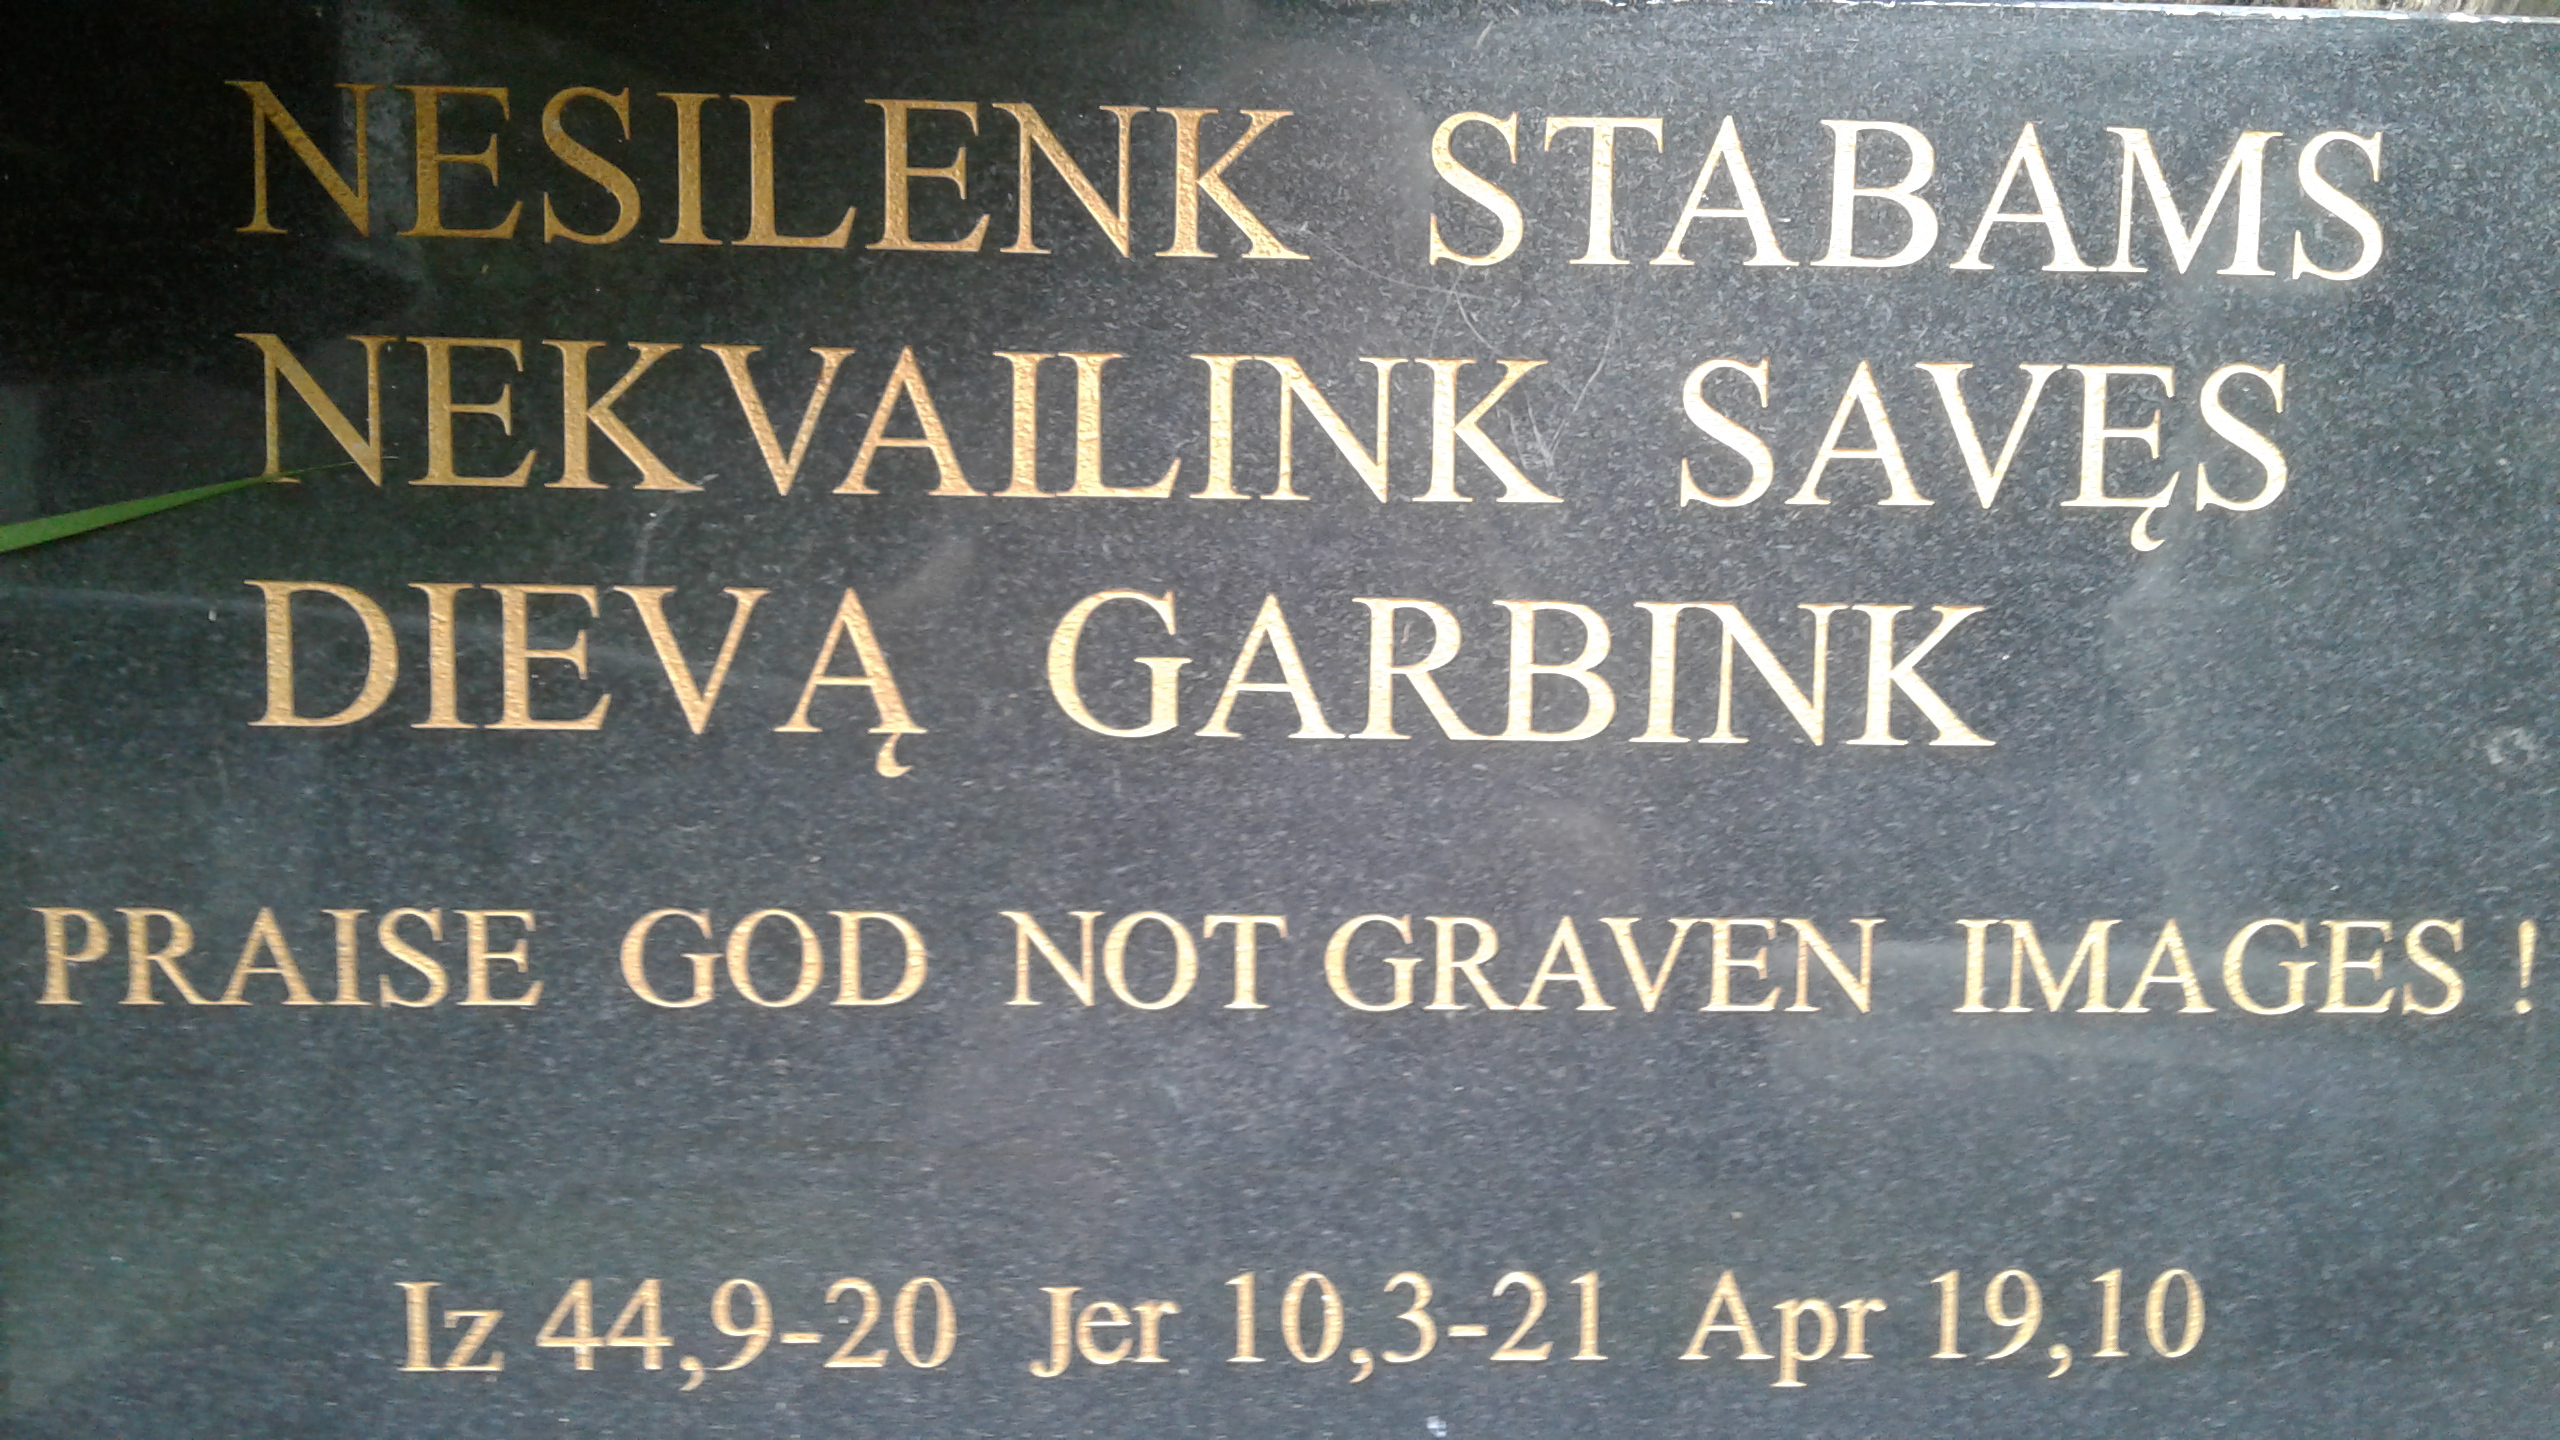 NESILENK STABAMS
NEKVAILINK SAVĘS
DIEVĄ GARBINK
PRAISE GOD NOT GRAVEN IMAGES !
Iz 44,9-20 Jer 10,3-21 Apr 19,10